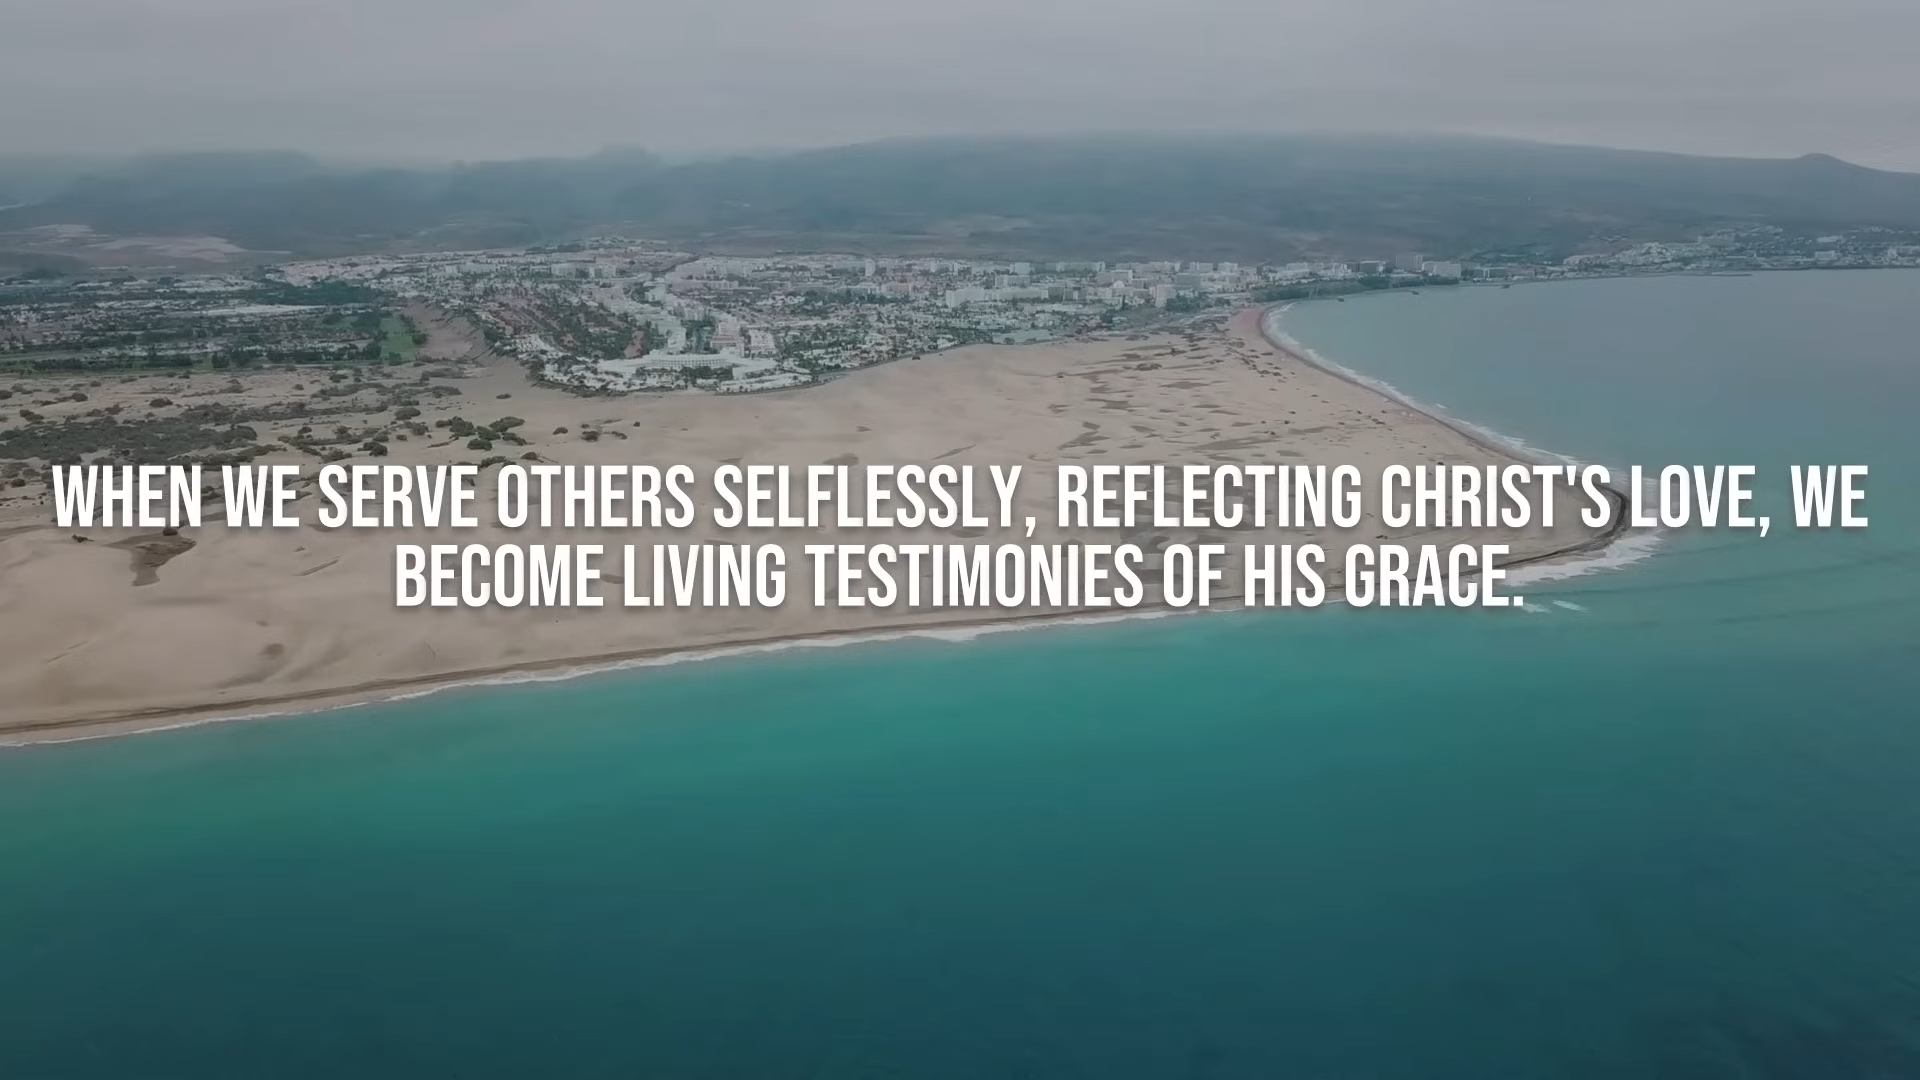 WHEN WE SERVE OTHERS SELFLESSLY, REFLECTING CHRIST'S LOVE, WE
BECOME LIVING TESTIMONIES OF HIS GRACE.